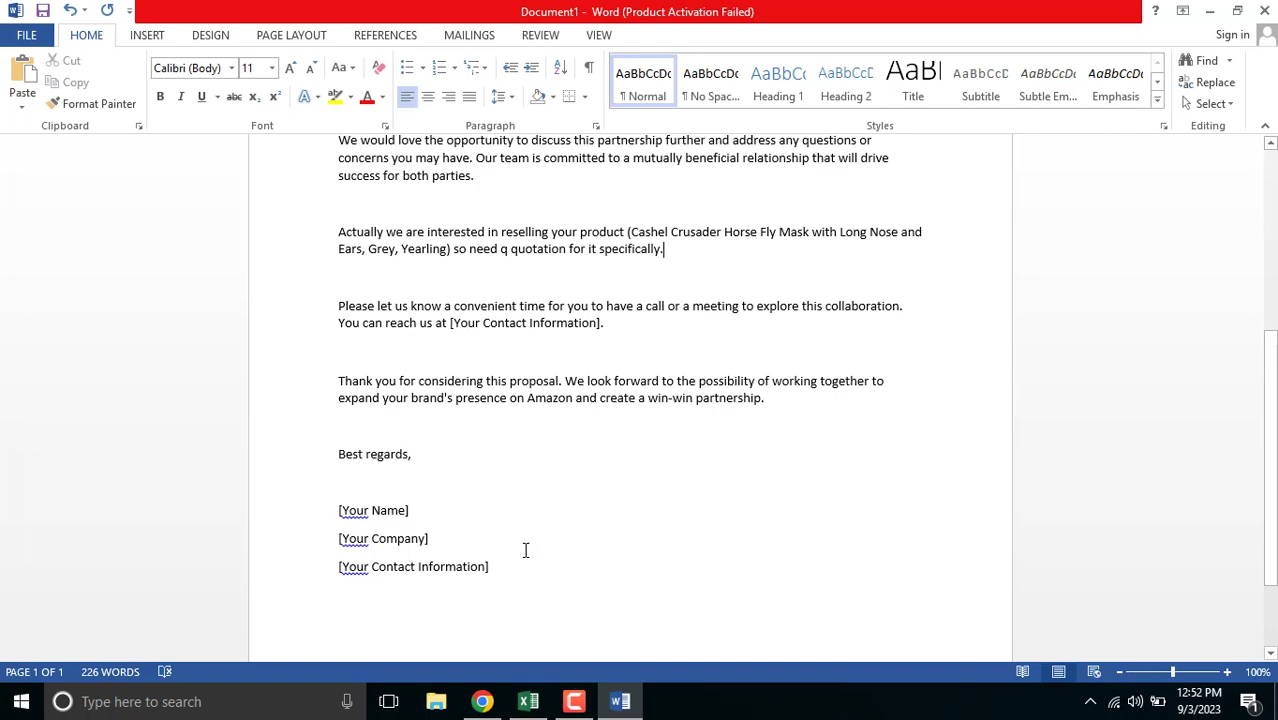 Document1 - Word (Product Activation Failed)
FILE HOME INSERT DESIGN PAGE LAYOUT REFERENCES MAILINGS REVIEW VIEW Sign in
Paste Cut Copy Format Painter
Calibri (Body) 11
AaBbCcDc AaBbCcDc AaBbCc AaBbCcC AaBl AaBbCcC AaBbCcDc AaBbCcDc
¶ Normal ¶ No Spac... Heading 1 Heading 2 Title Subtitle Subtle Em... Emphasis
Find Replace Select
Clipboard Font Paragraph Styles Editing
We would love the opportunity to discuss this partnership further and address any questions or
concerns you may have. Our team is committed to a mutually beneficial relationship that will drive
success for both parties.
Actually we are interested in reselling your product (Cashel Crusader Horse Fly Mask with Long Nose and
Ears, Grey, Yearling) so need q quotation for it specifically.
Please let us know a convenient time for you to have a call or a meeting to explore this collaboration.
You can reach us at [Your Contact Information].
Thank you for considering this proposal. We look forward to the possibility of working together to
expand your brand's presence on Amazon and create a win-win partnership.
Best regards,
[Your Name]
[Your Company]
[Your Contact Information]
PAGE 1 OF 1 226 WORDS 100%
Type here to search
12:52 PM
9/3/2023
1